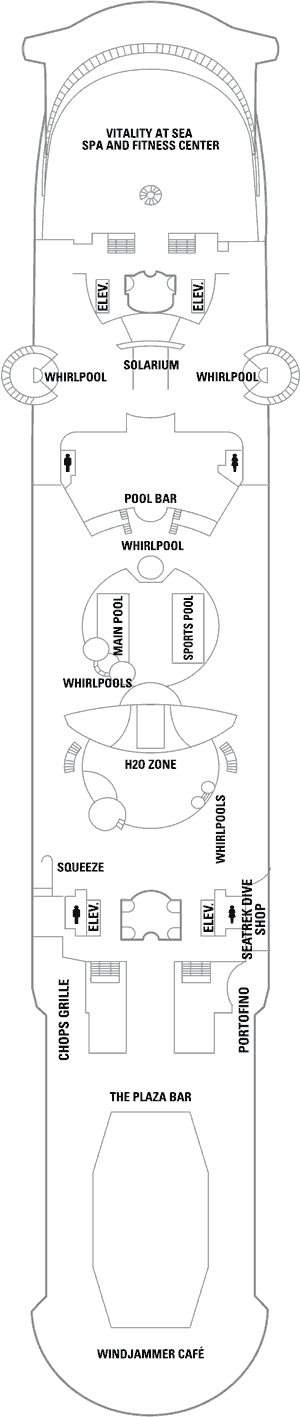 VITALITY AT SEA
SPA AND FITNESS CENTER
ELEV.
ELEV.
SOLARIUM
WHIRLPOOL
WHIRLPOOL
POOL BAR
WHIRLPOOL
MAIN POOL
SPORTS POOL
WHIRLPOOLS
H2O ZONE
WHIRLPOOLS
SQUEEZE
ELEV.
ELEV.
SEATREK DIVE
SHOP
CHOPS GRILLE
PORTOFINO
THE PLAZA BAR
WINDJAMMER CAFÉ